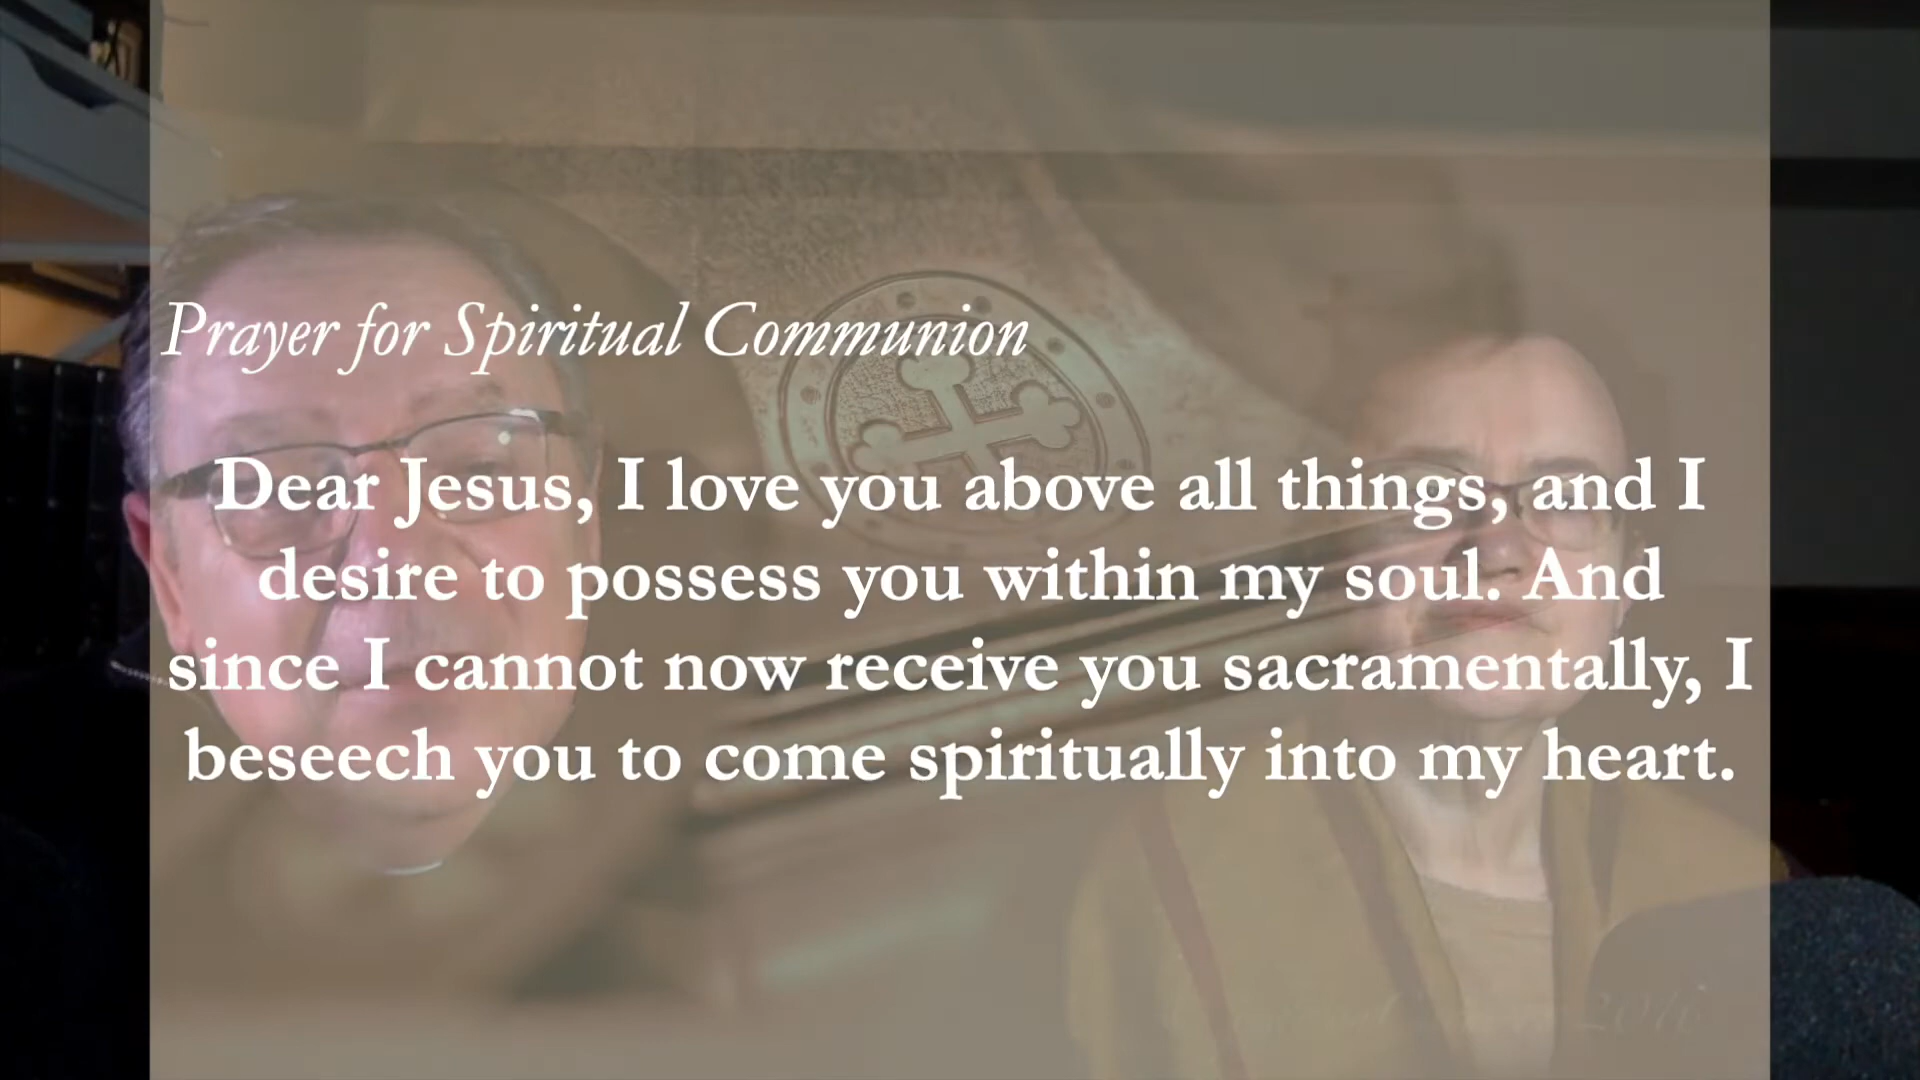 Prayer for Spiritual Communion
Dear Jesus, I love you above all things, and I
desire to possess you within my soul. And
since I cannot now receive you sacramentally, I
beseech you to come spiritually into my heart.